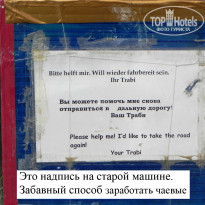 TOP HOTELS
ФОТО ТУРИСТА
Bitte helft mir. Will wieder fahrbereit sein.
Ihr Trabi
Вы можете помочь мне снова
отправиться в дальную дорогу!
Ваш Траби
Please help me! I'd like to take the road
again!
Your Trabi
Это надпись на старой машине.
Забавный способ заработать чаевые